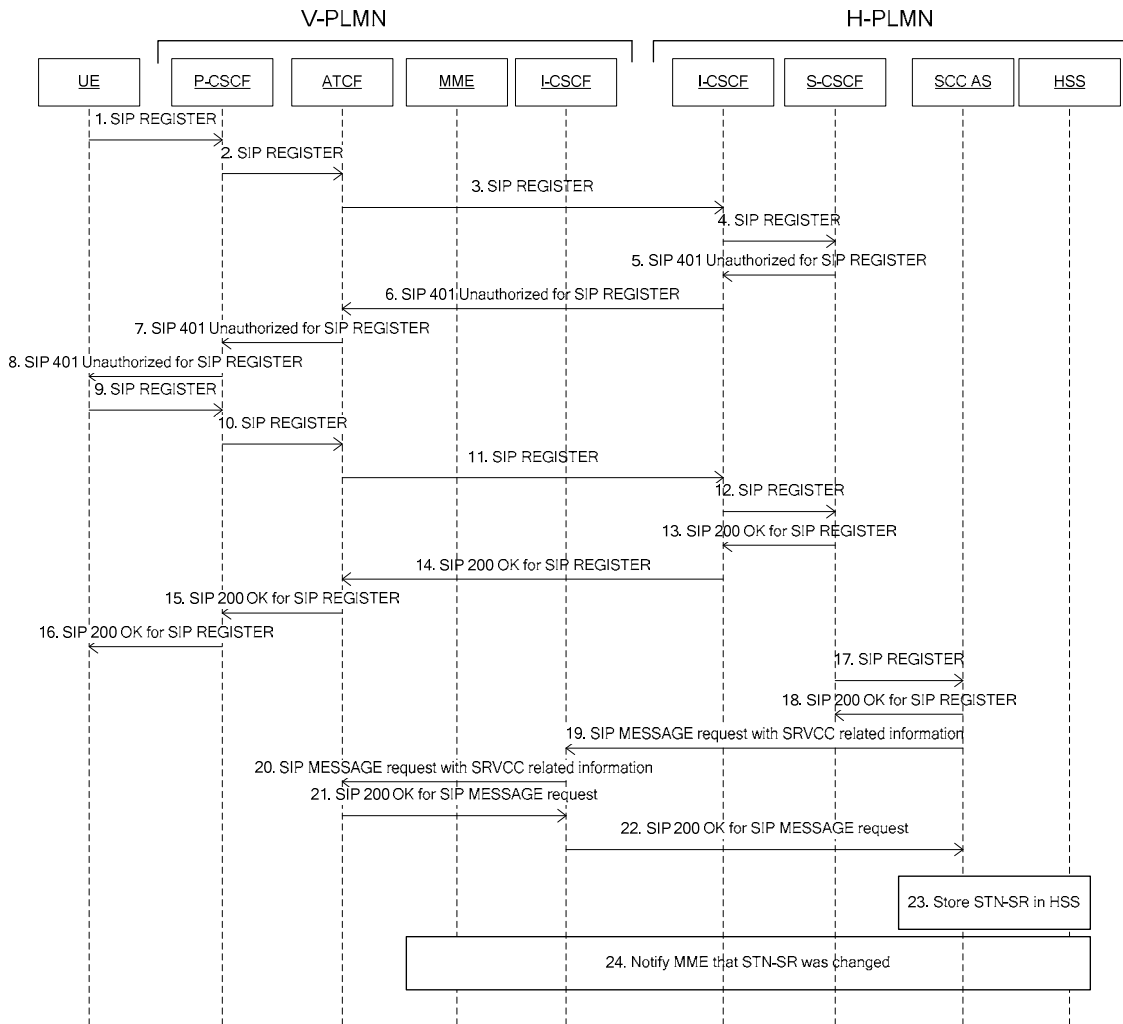 V-PLMN
H-PLMN
UE
P-CSCF
ATCF
MME
I-CSCF
I-CSCF
S-CSCF
SCC AS
HSS
1. SIP REGISTER
2. SIP REGISTER
3. SIP REGISTER
4. SIP REGISTER
5. SIP 401 Unauthorized for SIP REGISTER
6. SIP 401 Unauthorized for SIP REGISTER
7. SIP 401 Unauthorized for SIP REGISTER
8. SIP 401 Unauthorized for SIP REGISTER
9. SIP REGISTER
10. SIP REGISTER
11. SIP REGISTER
12. SIP REGISTER
13. SIP 200 OK for SIP REGISTER
14. SIP 200 OK for SIP REGISTER
15. SIP 200 OK for SIP REGISTER
16. SIP 200 OK for SIP REGISTER
17. SIP REGISTER
18. SIP 200 OK for SIP REGISTER
19. SIP MESSAGE request with SRVCC related information
20. SIP MESSAGE request with SRVCC related information
21. SIP 200 OK for SIP MESSAGE request
22. SIP 200 OK for SIP MESSAGE request
23. Store STN-SR in HSS
24. Notify MME that STN-SR was changed